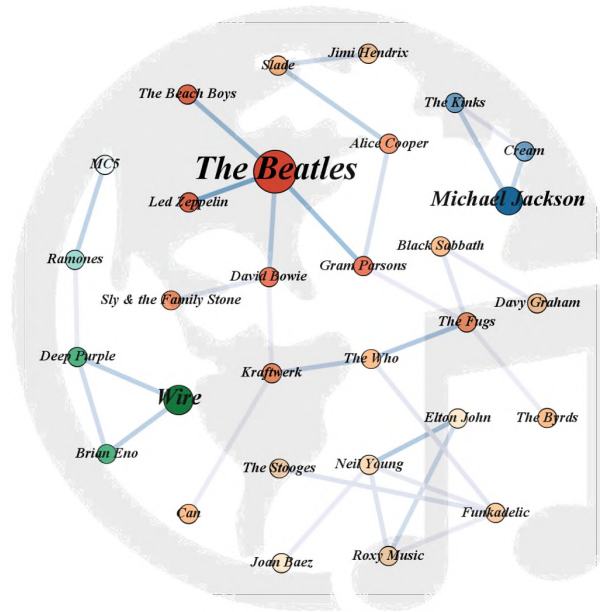 Jimi Hendrix
Slade
The Beach Boys
The Kinks
Alice Cooper
Cream
MC5
The Beatles
Led Zeppelin
Michael Jackson
Black Sabbath
Ramones
David Bowie
Gram Parsons
Sly & the Family Stone
Davy Graham
The Fugs
Deep Purple
Kraftwerk
The Who
Wire
Elton John
The Byrds
Brian Eno
The Stooges
Neil Young
Can
Funkadelic
Joan Baez
Roxy Music